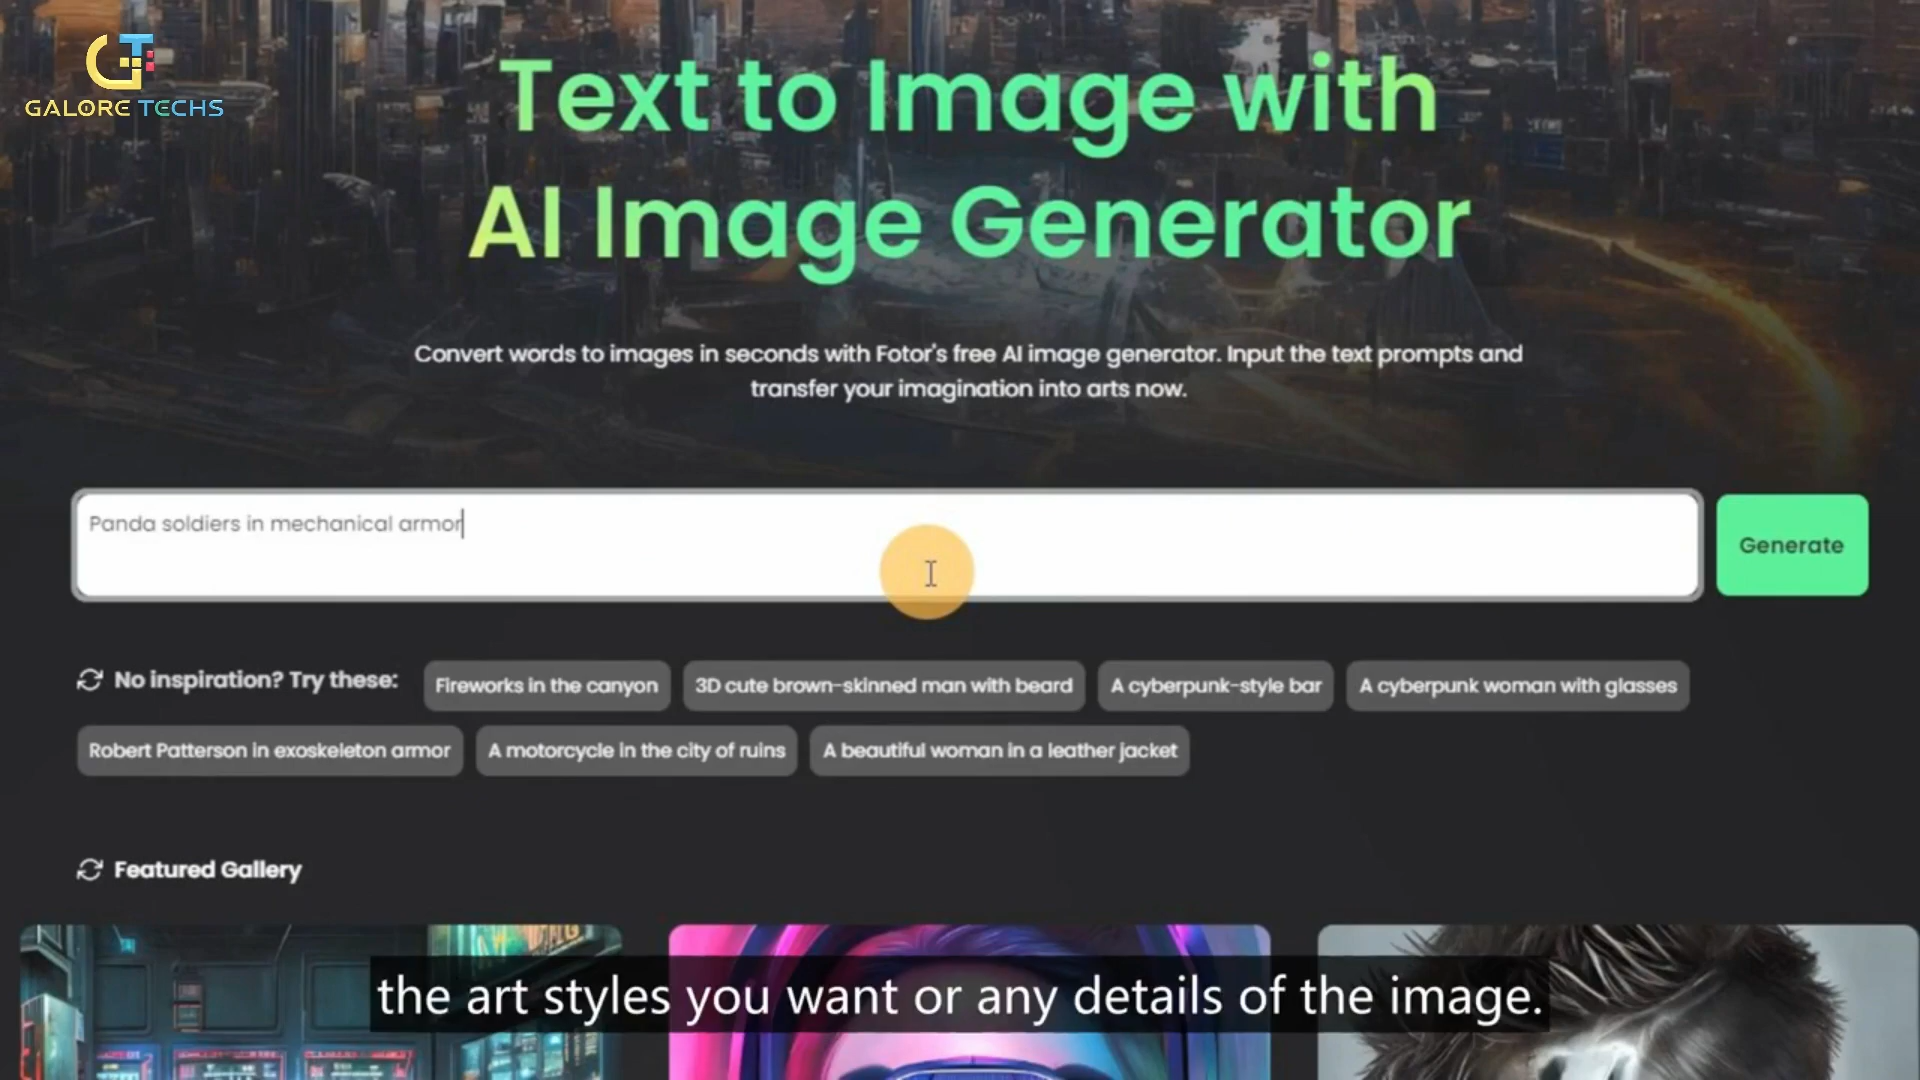 GALORE TECHS
Text to Image with
AI Image Generator
Convert words to images in seconds with Fotor's free AI image generator. Input the text prompts and
transfer your imagination into arts now.
Panda soldiers in mechanical armor
Generate
No inspiration? Try these:
Fireworks in the canyon
3D cute brown-skinned man with beard
A cyberpunk-style bar
A cyberpunk woman with glasses
Robert Patterson in exoskeleton armor
A motorcycle in the city of ruins
A beautiful woman in a leather jacket
Featured Gallery
the art styles you want or any details of the image.